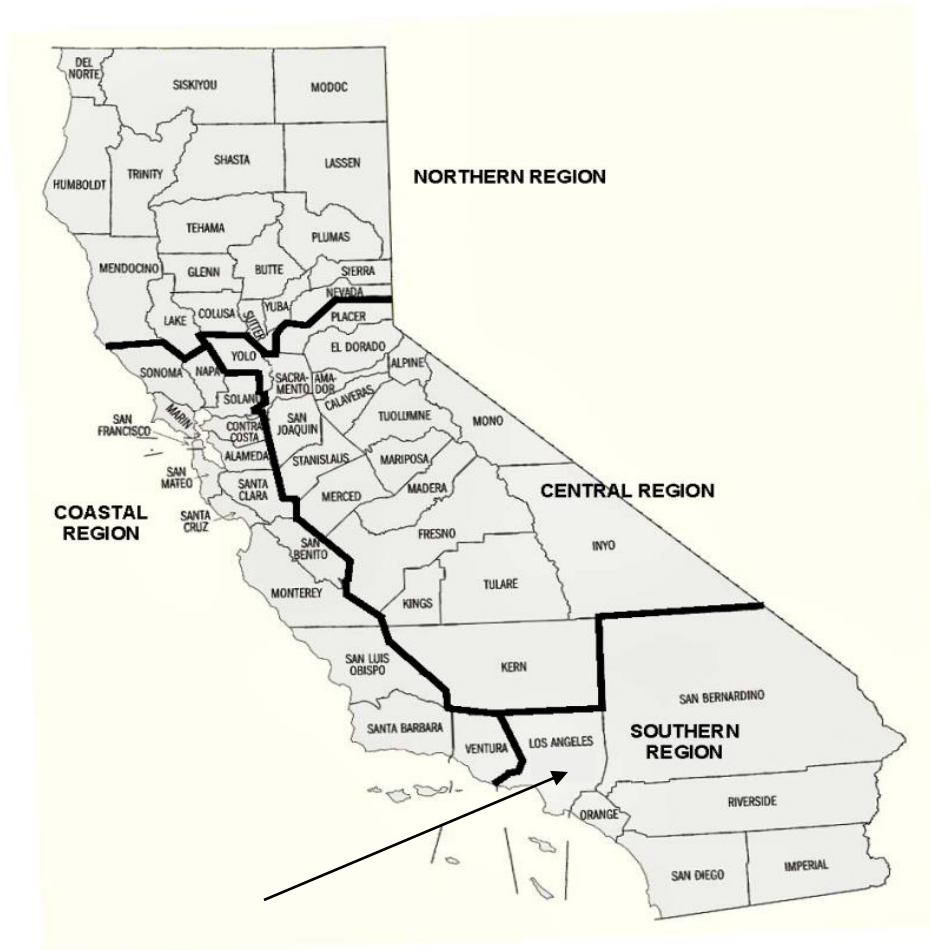 DEL
NORTE
SISKIYOU
MODOC
HUMBOLDT
TRINITY
SHASTA
LASSEN
NORTHERN REGION
TEHAMA
PLUMAS
MENDOCINO
GLENN
BUTTE
SIERRA
NEVADA
LAKE
COLUSA
SUTTER
YUBA
PLACER
SONOMA
NAPA
YOLO
EL DORADO
ALPINE
SACRA-
MENTO
AMA-
DOR
SOLANO
CALAVERAS
MARIN
SAN
FRANCISCO
CONTRA
COSTA
SAN
JOAQUIN
TUOLUMNE
MONO
ALAMEDA
STANISLAUS
MARIPOSA
SAN
MATEO
SANTA
CLARA
MERCED
MADERA
CENTRAL REGION
COASTAL
REGION
SANTA
CRUZ
FRESNO
SAN
BENITO
INYO
MONTEREY
KINGS
TULARE
SAN LUIS
OBISPO
KERN
SAN BERNARDINO
SANTA BARBARA
VENTURA
LOS ANGELES
SOUTHERN
REGION
ORANGE
RIVERSIDE
SAN DIEGO
IMPERIAL